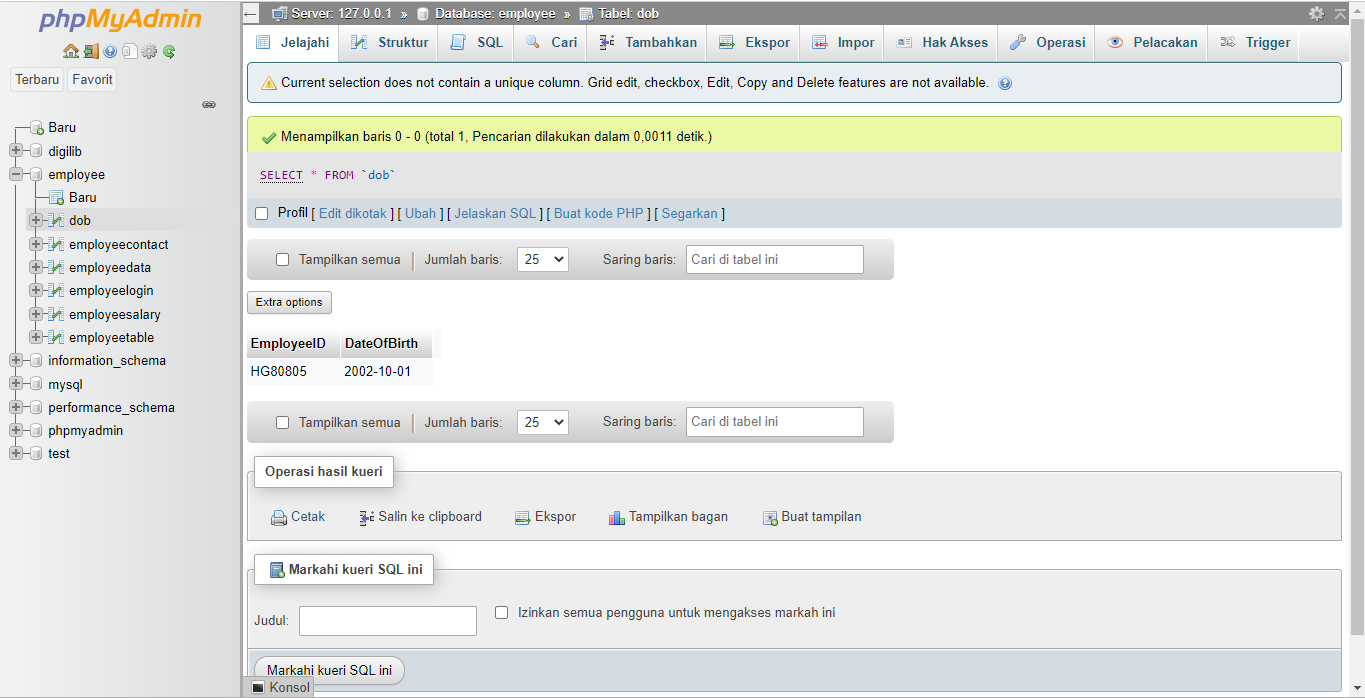 phpMyAdmin
Terbaru Favorit
Baru
digilib
employee
Baru
dob
employeecontact
employeedata
employeelogin
employeesalary
employeetable
information_schema
mysql
performance_schema
phpmyadmin
test
Server: 127.0.0.1 » Database: employee » Tabel: dob
Jelajahi Struktur SQL Cari Tambahkan Ekspor Impor Hak Akses Operasi Pelacakan Trigger
Current selection does not contain a unique column. Grid edit, checkbox, Edit, Copy and Delete features are not available.
Menampilkan baris 0 - 0 (total 1, Pencarian dilakukan dalam 0,0011 detik.)
SELECT * FROM `dob`
Profil [ Edit dikotak ] [ Ubah ] [ Jelaskan SQL ] [ Buat kode PHP ] [ Segarkan ]
Tampilkan semua | Jumlah baris: 25 Saring baris: Cari di tabel ini
Extra options
EmployeeID DateOfBirth
HG80805 2002-10-01
Tampilkan semua | Jumlah baris: 25 Saring baris: Cari di tabel ini
Operasi hasil kueri
Cetak Salin ke clipboard Ekspor Tampilkan bagan Buat tampilan
Markahi kueri SQL ini
Judul: Izinkan semua pengguna untuk mengakses markah ini
Markahi kueri SQL ini
Konsol